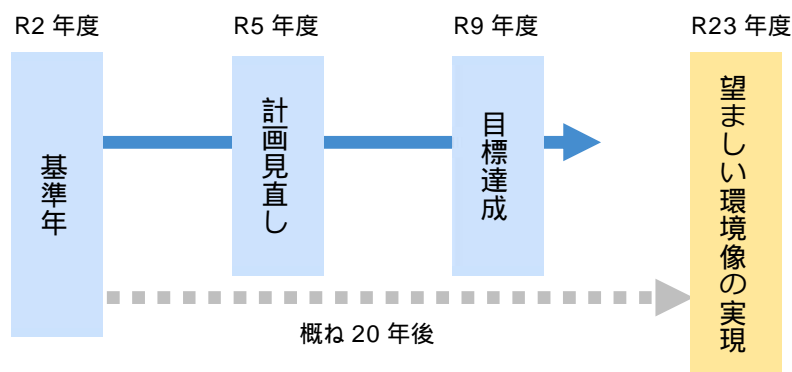 R2 年度
R5 年度
R9 年度
R23 年度
基準年
計画見直し
目標達成
望ましい環境像の実現
概ね 20 年後